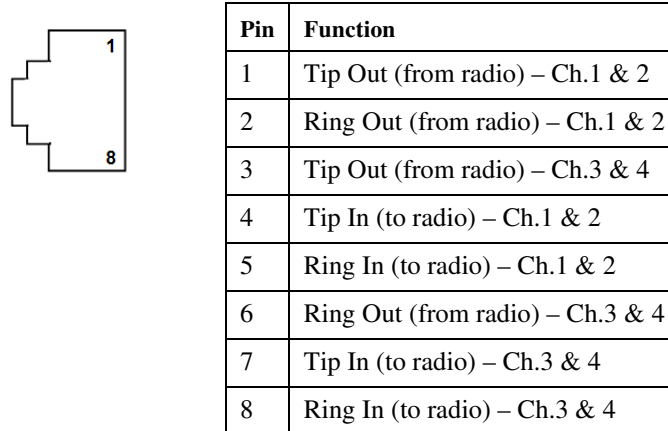 1
8
Pin Function
1 Tip Out (from radio) – Ch.1 & 2
2 Ring Out (from radio) – Ch.1 & 2
3 Tip Out (from radio) – Ch.3 & 4
4 Tip In (to radio) – Ch.1 & 2
5 Ring In (to radio) – Ch.1 & 2
6 Ring Out (from radio) – Ch.3 & 4
7 Tip In (to radio) – Ch.3 & 4
8 Ring In (to radio) – Ch.3 & 4